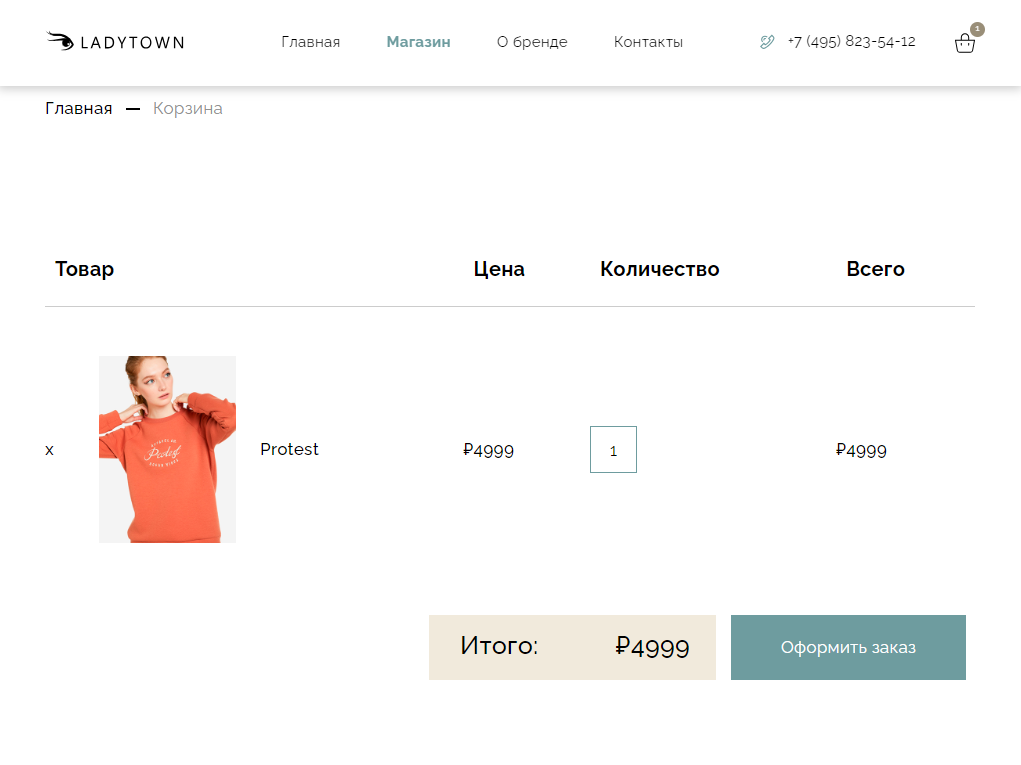 LADYTOWN
Главная Магазин О бренде Контакты +7 (495) 823-54-12 1
Главная — Корзина
Товар Цена Количество Всего
x Protest ₽4999 1 ₽4999
Protest
Итого: ₽4999 Оформить заказ